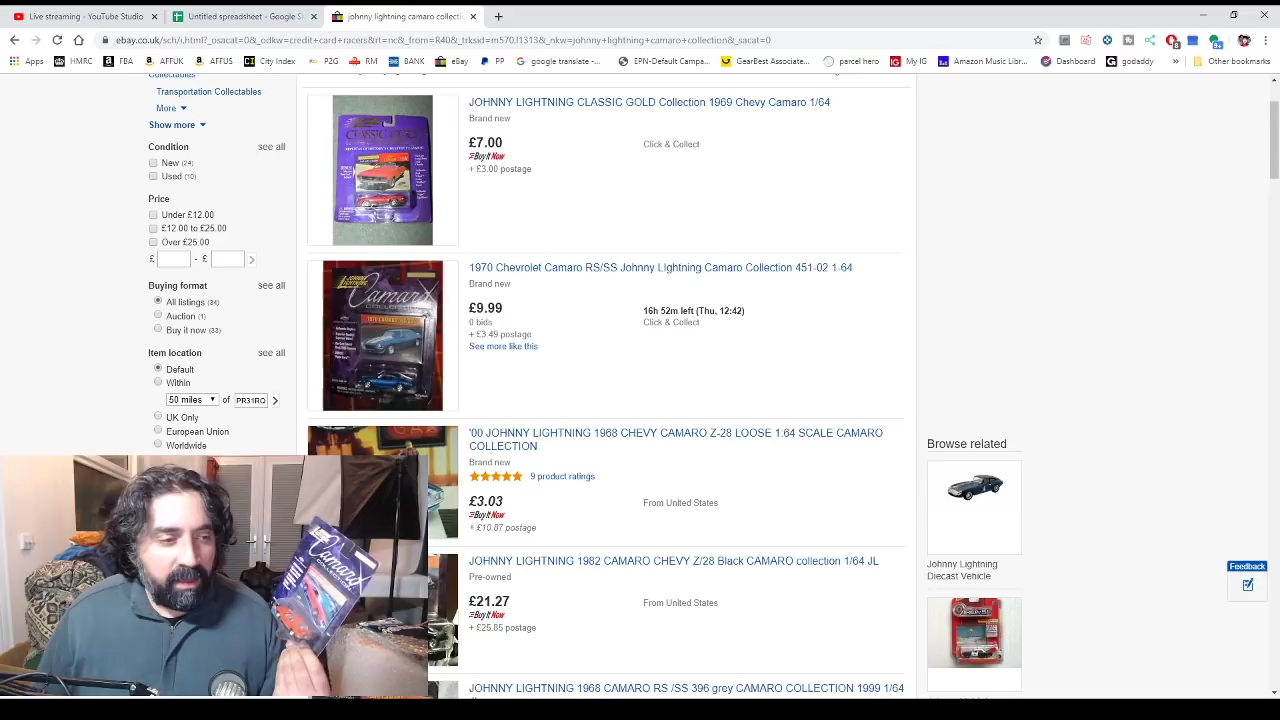 Live streaming - YouTube Studio
Untitled spreadsheet - Google S
johnny lightning camaro collecti
ebay.co.uk/sch/i.html?_osacat=0&_odkw=credit+card+racers&rt=nc&_from=R40&_trksid=m570.l1313&_nkw=johnny+lightning+camaro+collection&_sacat=0
Apps HMRC FBA AFFUK AFFUS City Index P2G RM BANK eBay PP google translate -... EPN-Default Campa... GearBest Associate... parcel hero My IG Amazon Music Libr... Dashboard godaddy » Other bookmarks
Collectables
Transportation Collectables
More
Show more
Condition see all
New (24)
Used (10)
Price
Under £12.00
£12.00 to £25.00
Over £25.00
£ - £
Buying format see all
All listings (34)
Auction (1)
Buy it now (33)
Item location see all
Default
Within
50 miles of PR31RQ
UK Only
European Union
Worldwide
JOHNNY LIGHTNING CLASSIC GOLD Collection 1969 Chevy Camaro 1/64
Brand new
£7.00
Buy It Now
+ £3.00 postage
Click & Collect
1970 Chevrolet Camaro RS/SS Johnny LIghtning Camaro Collection 451-02 1-64
Brand new
£9.99
0 bids
+ £3.49 postage
See more like this
16h 52m left (Thu, 12:42)
Click & Collect
'00 JOHNNY LIGHTNING 1968 CHEVY CAMARO Z-28 LOOSE 1:64 SCALE CAMARO
COLLECTION
Brand new
9 product ratings
£3.03
Buy It Now
+ £10.87 postage
From United States
JOHNNY LIGHTNING 1982 CAMARO CHEVY Z/28 Black CAMARO collection 1/64 JL
Pre-owned
£21.27
Buy It Now
+ £25.85 postage
From United States
JOHNNY LIGHTNING 1968 CAMARO RS /SS 396 grey CAMARO COLLECTION 1999 1/64
Browse related
Johnny Lightning
Diecast Vehicle
Feedback
CLASSIC GOLD
Camaro
Camaro
COLLECTION